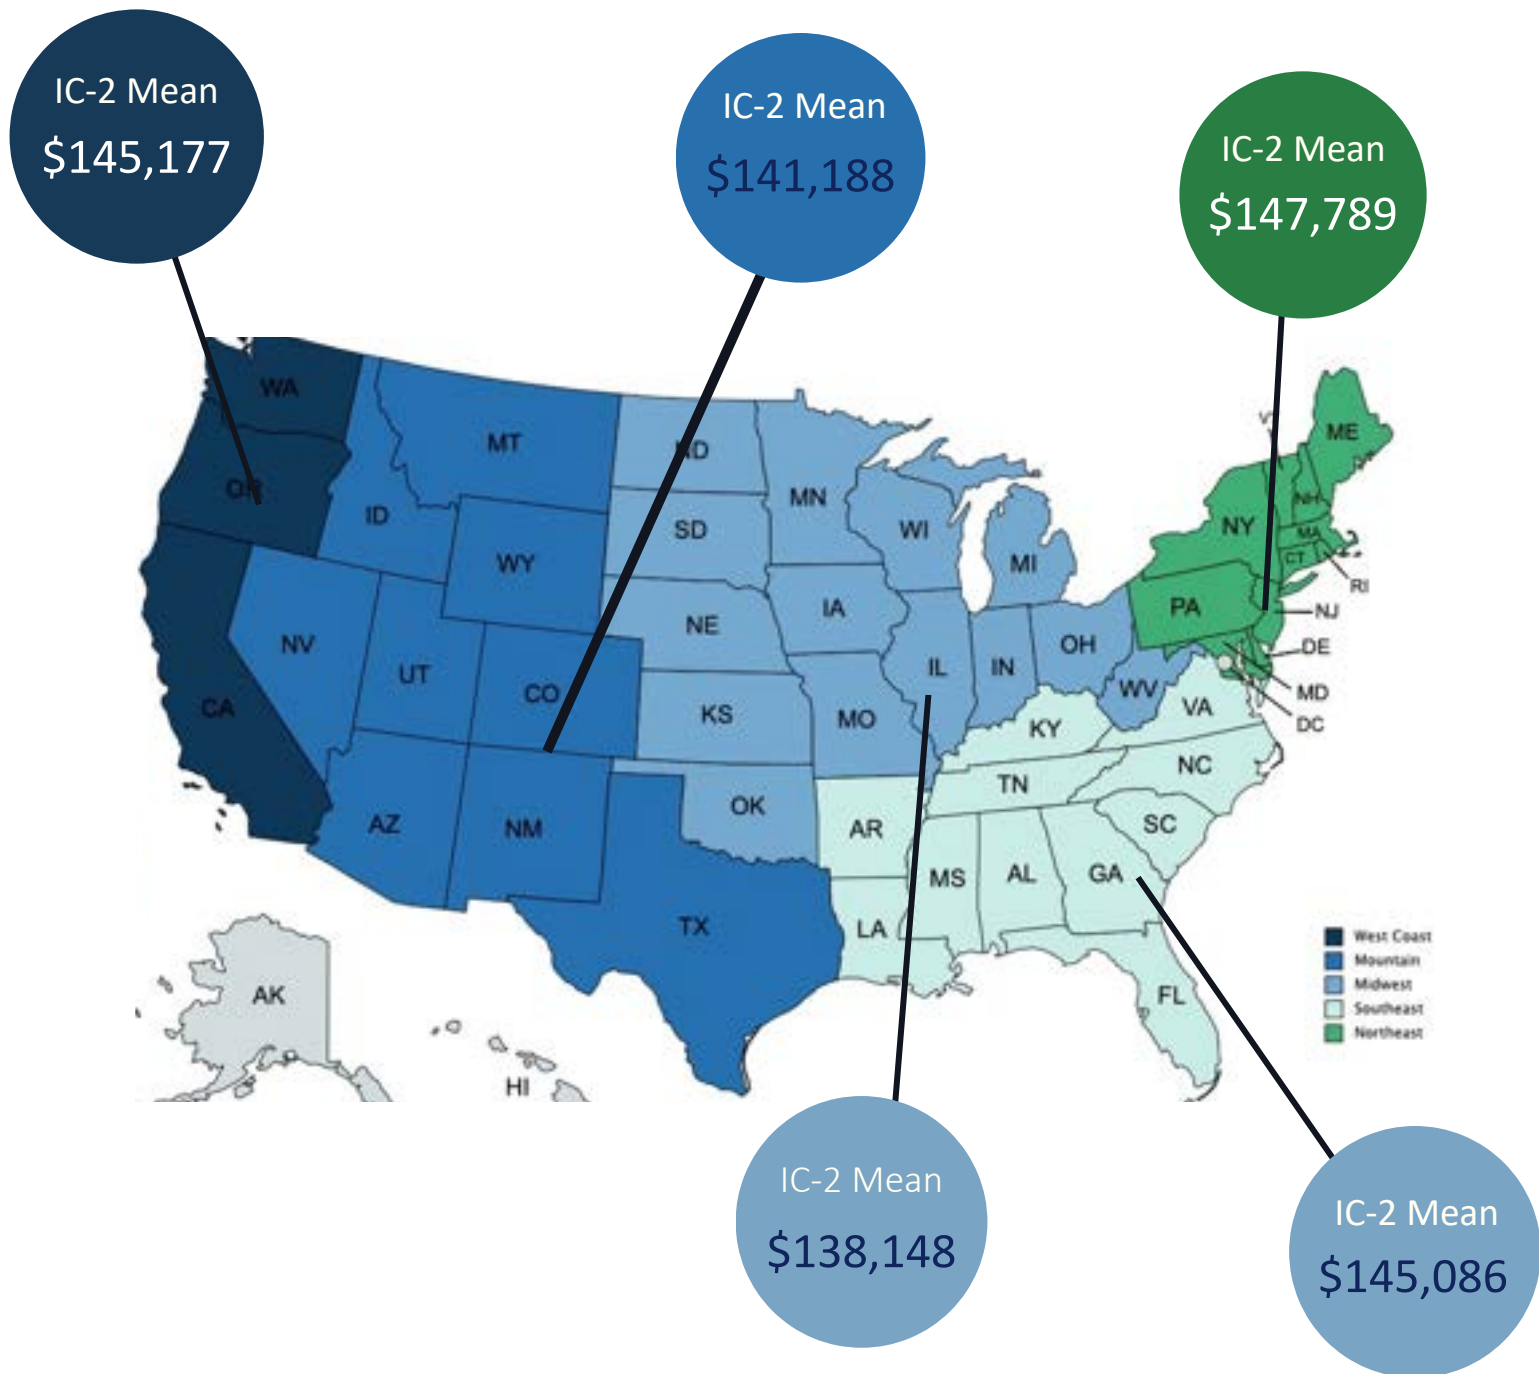 IC-2 Mean
$145,177
IC-2 Mean
$141,188
IC-2 Mean
$147,789
WA
OR
CA
MT
ID
WY
NV
UT
CO
AZ
NM
TX
ND
SD
NE
KS
OK
MN
IA
MO
WI
IL
MI
IN
OH
WV
KY
TN
AR
LA
MS
AL
GA
FL
SC
NC
VA
ME
NH
MA
CT
RI
NY
PA
NJ
DE
MD
DC
AK
HI
West Coast
Mountain
Midwest
Southeast
Northeast
IC-2 Mean
$138,148
IC-2 Mean
$145,086